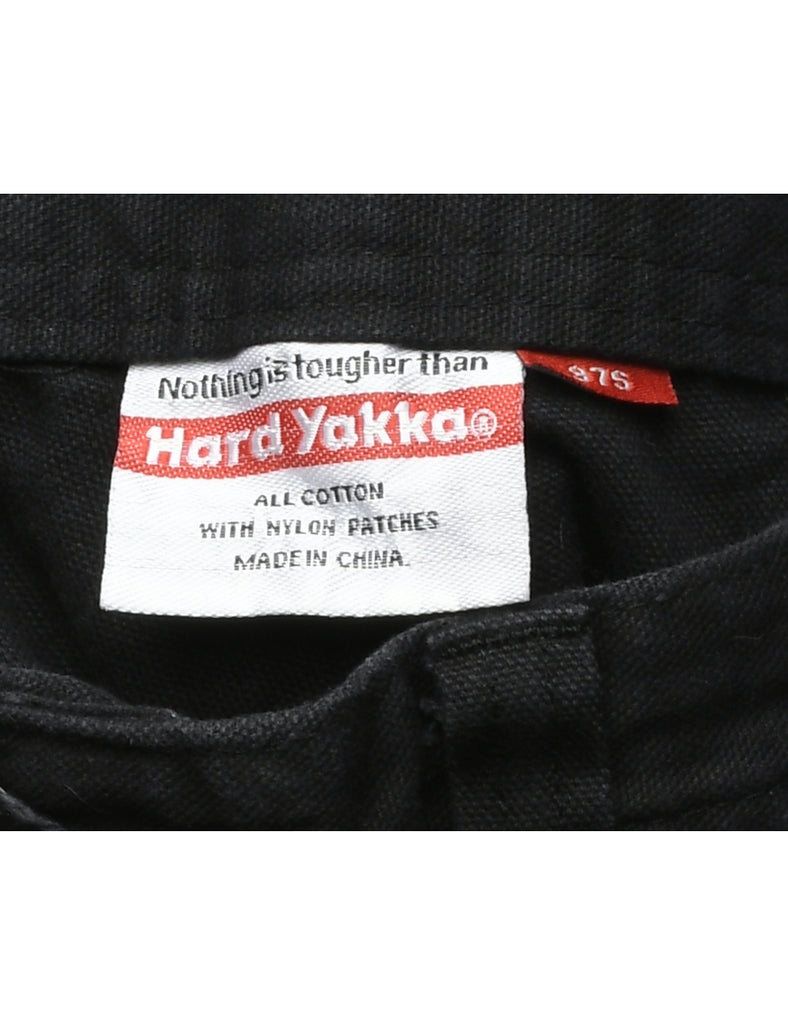 Nothing is tougher than
Hard Yakka®
97S
ALL COTTON
WITH NYLON PATCHES
MADE IN CHINA.